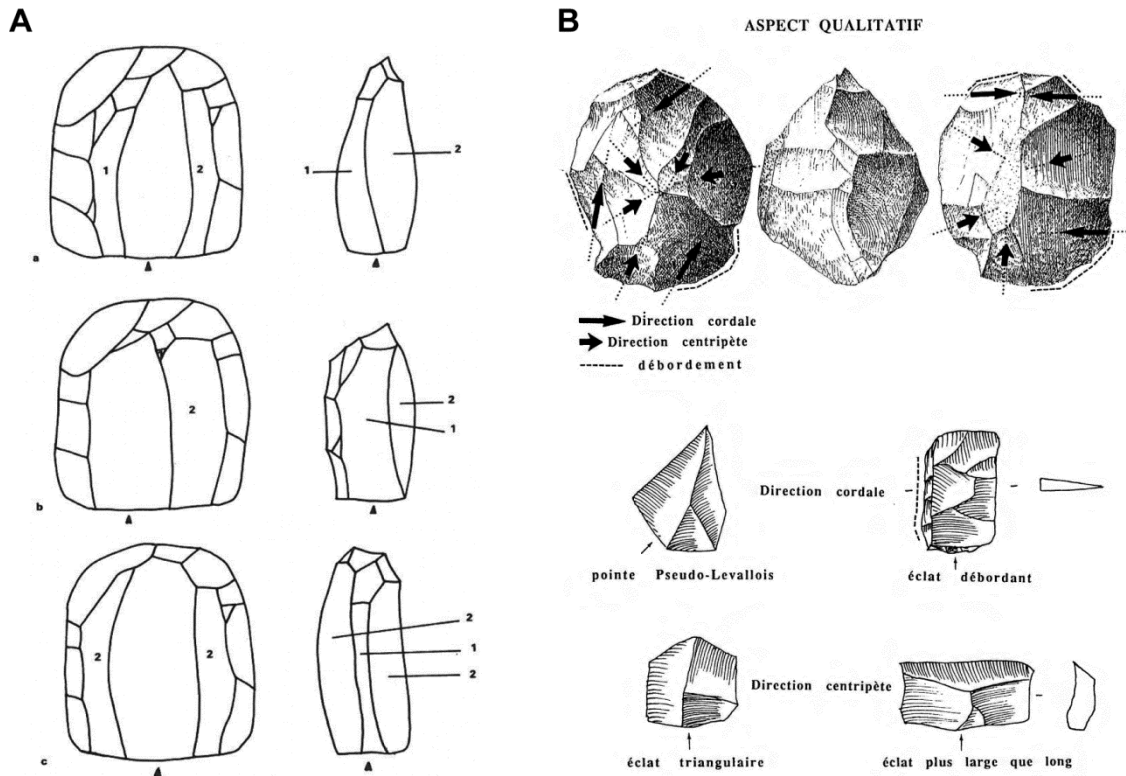 A
1
2
1
2
a
2
2
1
b
2
2
2
1
2
c
B
ASPECT QUALITATIF
Direction cordale
Direction centripète
débordement
Direction cordale
pointe Pseudo-Levallois
éclat débordant
Direction centripète
éclat triangulaire
éclat plus large que long